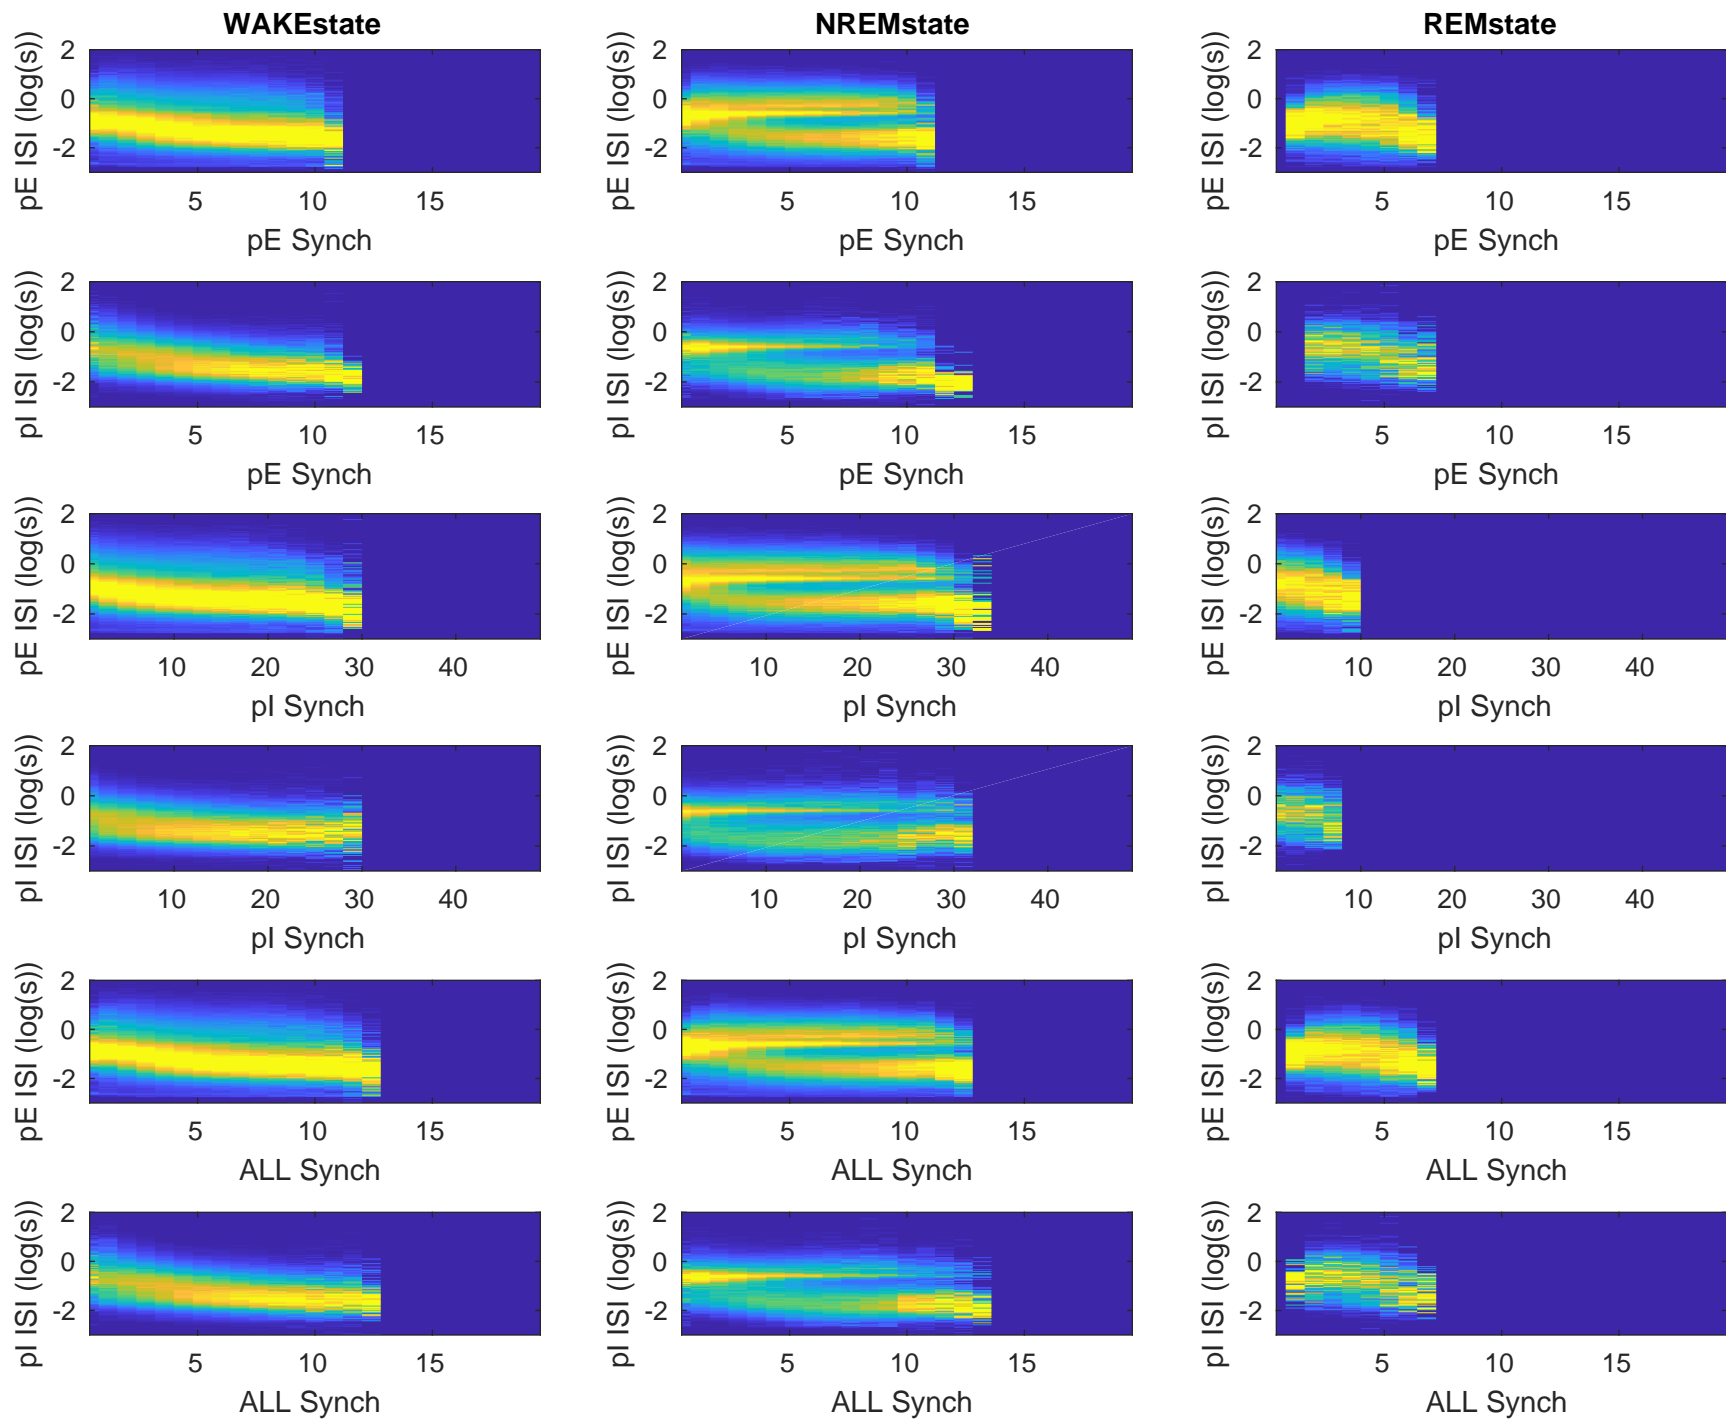 WAKEstate NREMstate REMstate
pE ISI (log(s)) 2 0 -2 pE ISI (log(s)) 2 0 -2 pE ISI (log(s)) 2 0 -2
5 10 15 5 10 15 5 10 15
pE Synch pE Synch pE Synch
pI ISI (log(s)) 2 0 -2 pI ISI (log(s)) 2 0 -2 pI ISI (log(s)) 2 0 -2
5 10 15 5 10 15 5 10 15
pE Synch pE Synch pE Synch
pE ISI (log(s)) 2 0 -2 pE ISI (log(s)) 2 0 -2 pE ISI (log(s)) 2 0 -2
10 20 30 40 10 20 30 40 10 20 30 40
pI Synch pI Synch pI Synch
pI ISI (log(s)) 2 0 -2 pI ISI (log(s)) 2 0 -2 pI ISI (log(s)) 2 0 -2
10 20 30 40 10 20 30 40 10 20 30 40
pI Synch pI Synch pI Synch
pE ISI (log(s)) 2 0 -2 pE ISI (log(s)) 2 0 -2 pE ISI (log(s)) 2 0 -2
5 10 15 5 10 15 5 10 15
ALL Synch ALL Synch ALL Synch
pI ISI (log(s)) 2 0 -2 pI ISI (log(s)) 2 0 -2 pI ISI (log(s)) 2 0 -2
5 10 15 5 10 15 5 10 15
ALL Synch ALL Synch ALL Synch